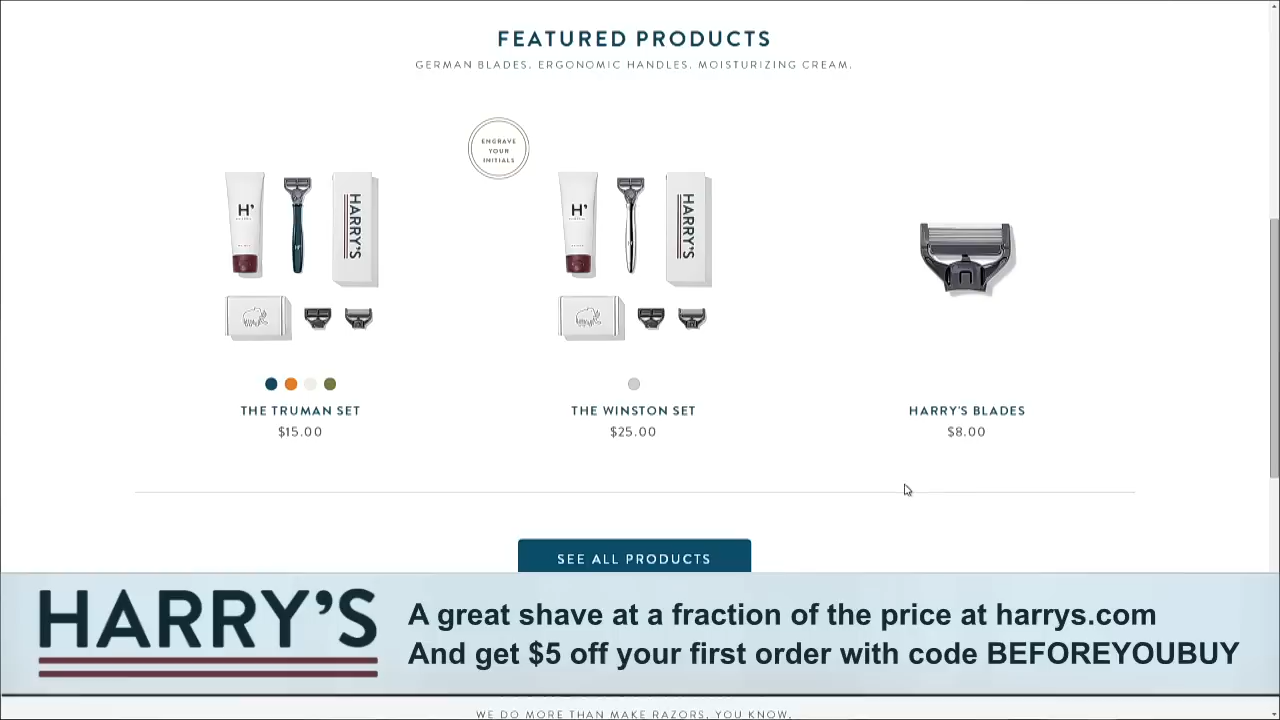 FEATURED PRODUCTS
GERMAN BLADES. ERGONOMIC HANDLES. MOISTURIZING CREAM.
ENGRAVE
YOUR
INITIALS
H'
HARRY'S
H'
HARRY'S
THE TRUMAN SET
$15.00
THE WINSTON SET
$25.00
HARRY'S BLADES
$8.00
SEE ALL PRODUCTS
HARRY'S
A great shave at a fraction of the price at harrys.com
And get $5 off your first order with code BEFOREYOUBUY
WE DO MORE THAN MAKE RAZORS, YOU KNOW.